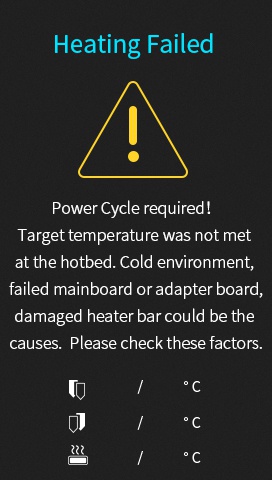 Heating Failed
Power Cycle required!
Target temperature was not met
at the hotbed. Cold environment,
failed mainboard or adapter board,
damaged heater bar could be the
causes.  Please check these factors.
/ °C
/ °C
/ °C